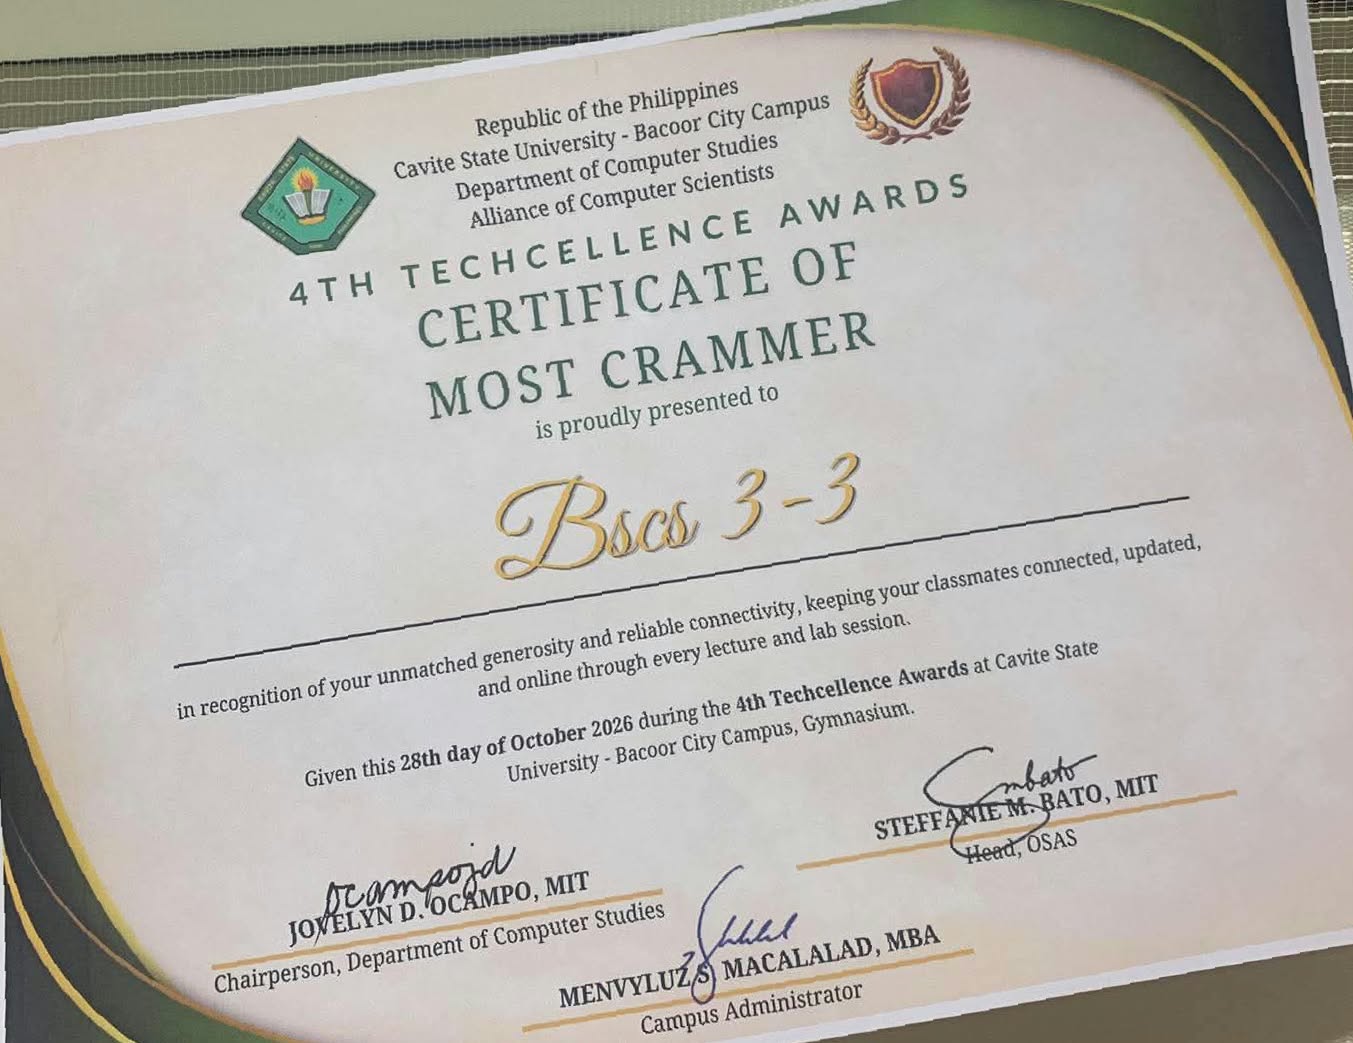 Republic of the Philippines
Cavite State University - Bacoor City Campus
Department of Computer Studies
Alliance of Computer Scientists
4TH TECHCELLENCE AWARDS
CERTIFICATE OF
MOST CRAMMER
is proudly presented to
Bscs 3-3
in recognition of your unmatched generosity and reliable connectivity, keeping your classmates connected, updated,
and online through every lecture and lab session.
Given this 28th day of October 2026 during the 4th Techcellence Awards at Cavite State
University - Bacoor City Campus, Gymnasium.
JOVELYN D. OCAMPO, MIT
Chairperson, Department of Computer Studies
STEFFANIE M. BATO, MIT
Head, OSAS
MENVYLUZ S. MACALALAD, MBA
Campus Administrator